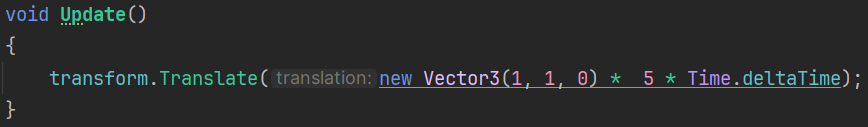 void Update()
{
    transform.Translate(translation: new Vector3(1, 1, 0) *  5 * Time.deltaTime);
}